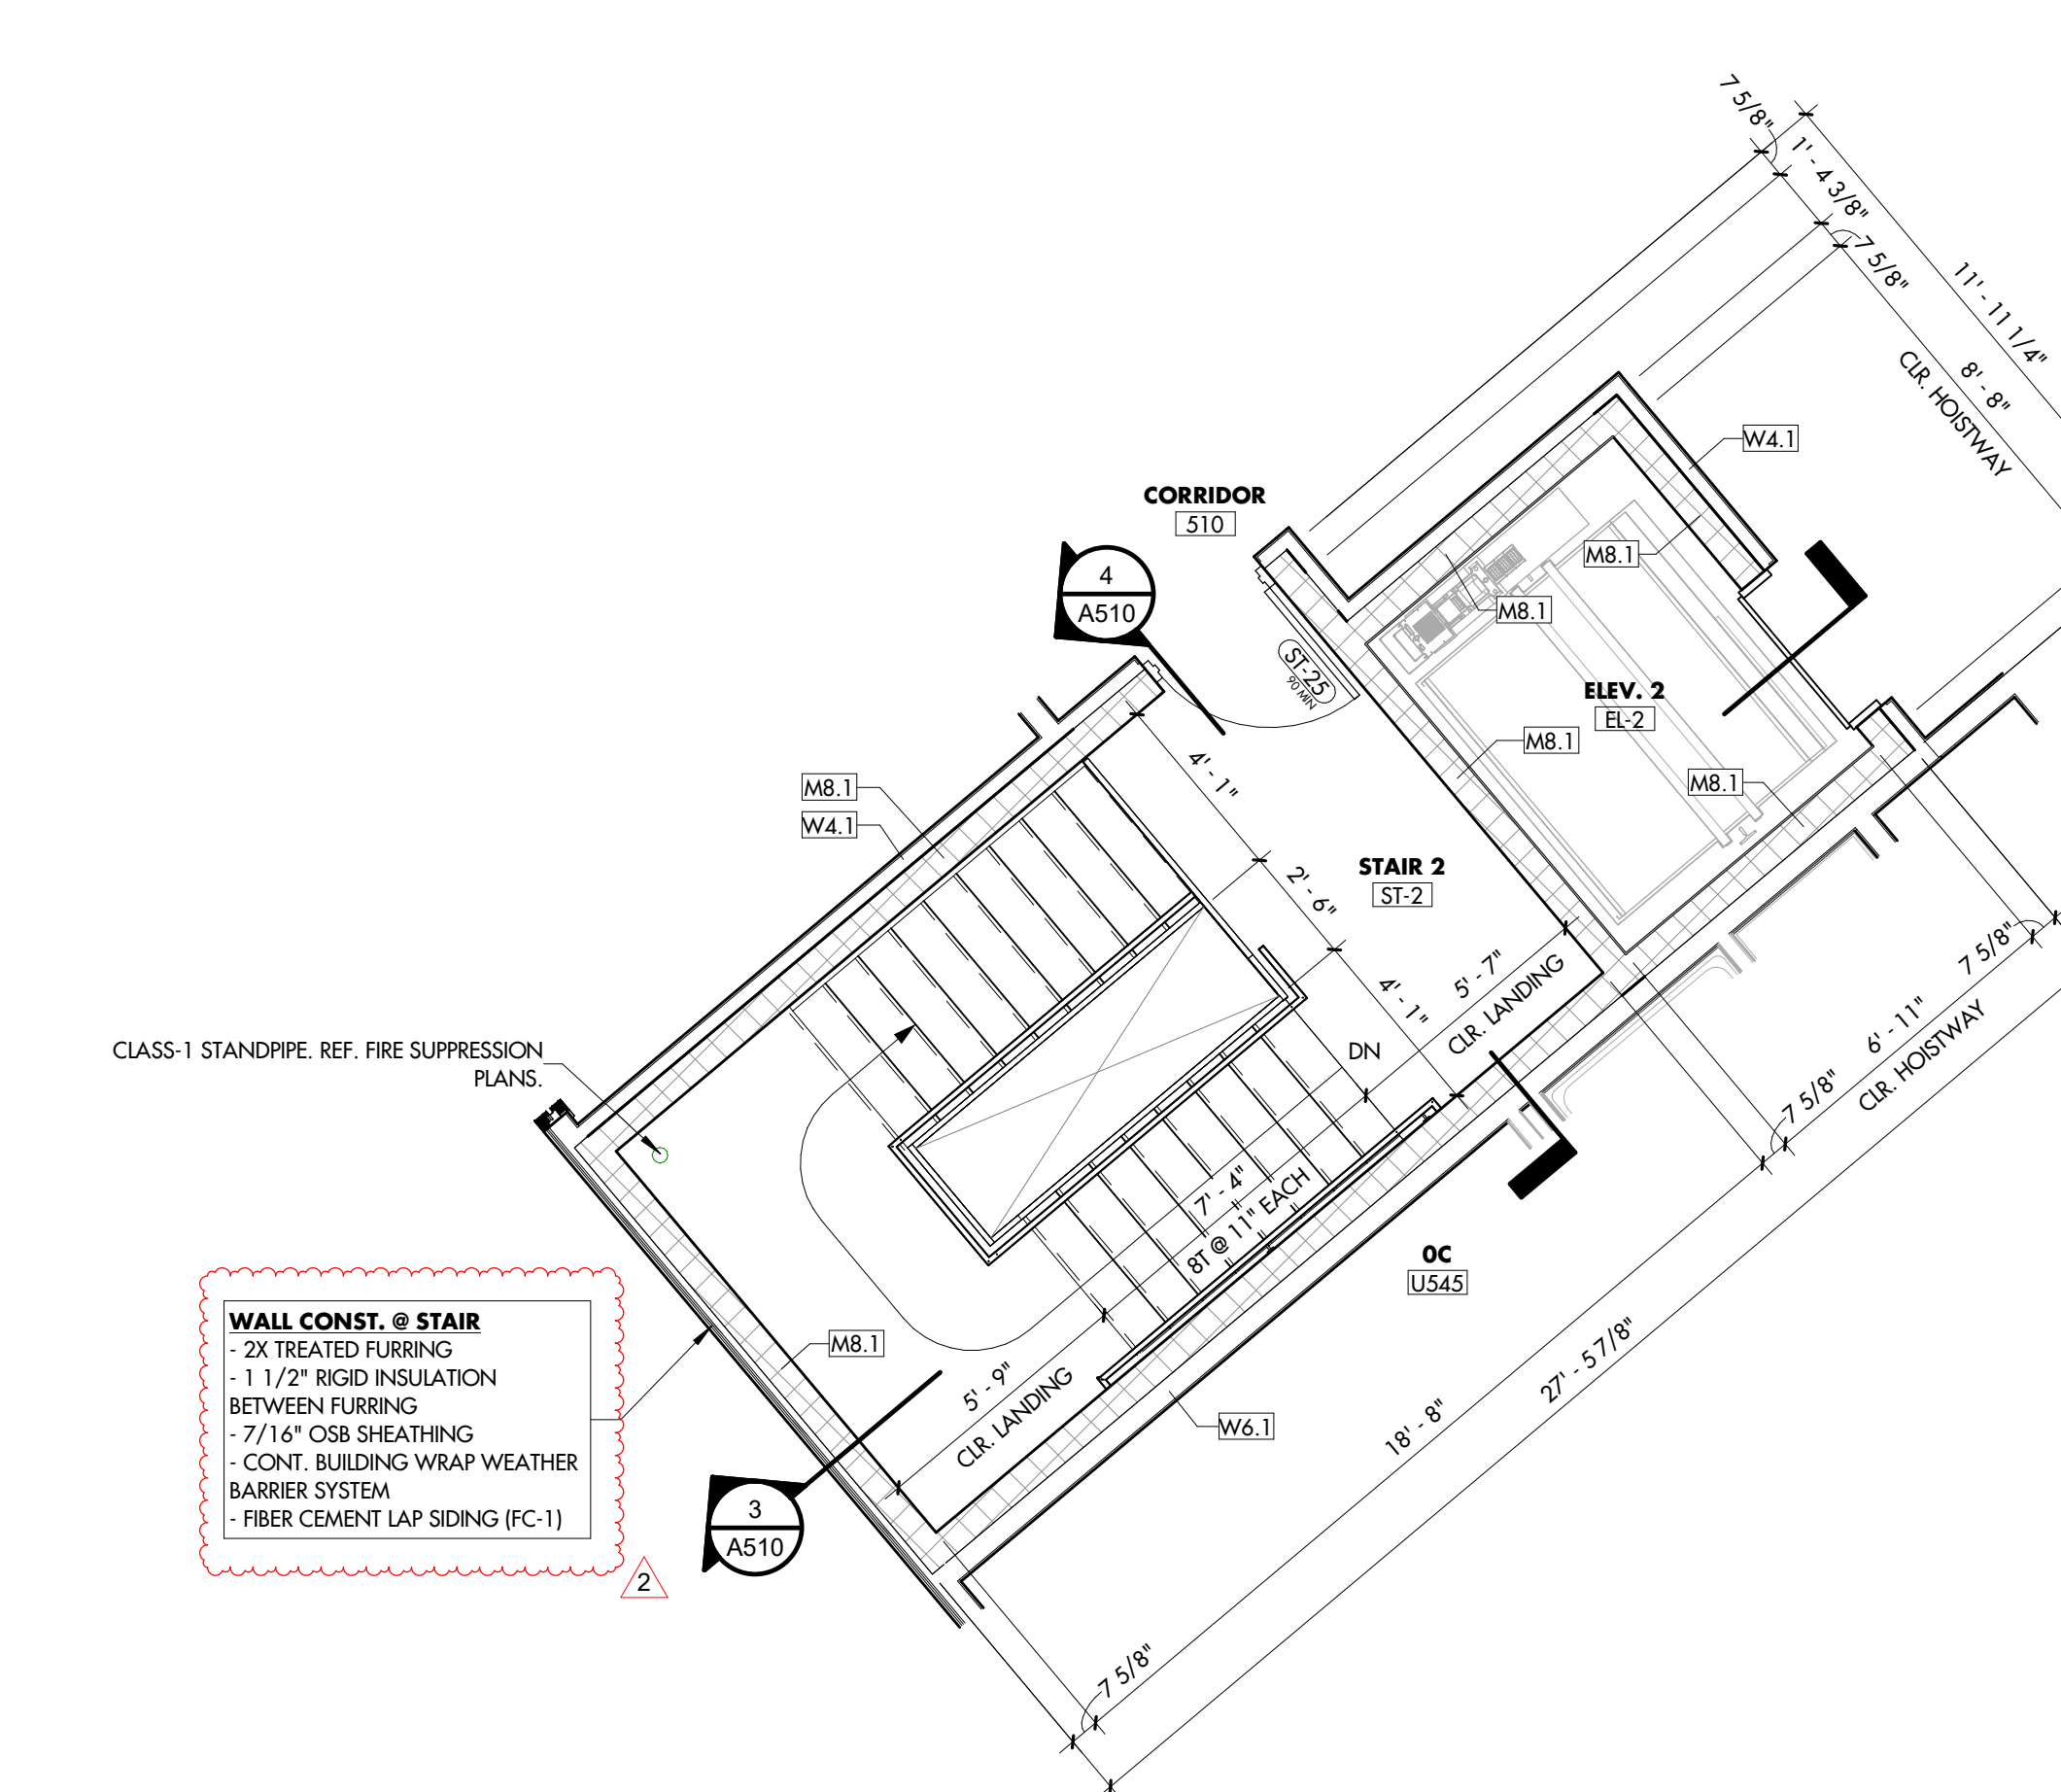 7 5/8"
1' - 4 3/8"
7 5/8"
11' - 11 1/4"
8' - 8"
CLR. HOISTWAY
W4.1
CORRIDOR
510
M8.1
4
A510
M8.1
ST-25
90 MIN
ELEV. 2
EL-2
M8.1
4' - 1"
M8.1
M8.1
W4.1
STAIR 2
ST-2
2' - 6"
5' - 7"
CLR. LANDING
4' - 1"
7 5/8"
6' - 11"
CLR. HOISTWAY
7 5/8"
DN
CLASS-1 STANDPIPE. REF. FIRE SUPPRESSION
PLANS.
7' - 4"
8T @ 11" EACH
0C
U545
WALL CONST. @ STAIR
- 2X TREATED FURRING
- 1 1/2" RIGID INSULATION
BETWEEN FURRING
- 7/16" OSB SHEATHING
- CONT. BUILDING WRAP WEATHER
BARRIER SYSTEM
- FIBER CEMENT LAP SIDING (FC-1)
2
M8.1
5' - 9"
CLR. LANDING
W6.1
3
A510
18' - 8"
27' - 5 7/8"
7 5/8"